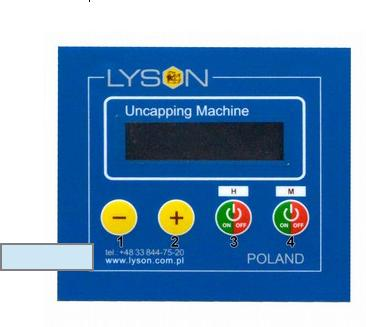 LYSON
Uncapping Machine
H M
− +
ON OFF ON OFF
1 2 3 4
tel.: +48 33 844-75-20
www.lyson.com.pl
POLAND